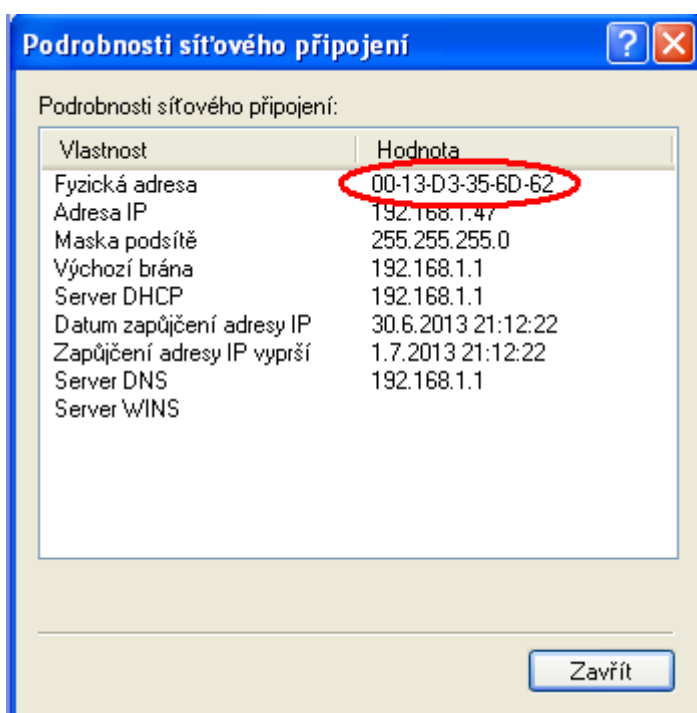 Podrobnosti síťového připojení
Podrobnosti síťového připojení:
Vlastnost Hodnota
Fyzická adresa 00-13-D3-35-6D-62
Adresa IP 192.168.1.47
Maska podsítě 255.255.255.0
Výchozí brána 192.168.1.1
Server DHCP 192.168.1.1
Datum zapůjčení adresy IP 30.6.2013 21:12:22
Zapůjčení adresy IP vyprší 1.7.2013 21:12:22
Server DNS 192.168.1.1
Server WINS
Zavřít